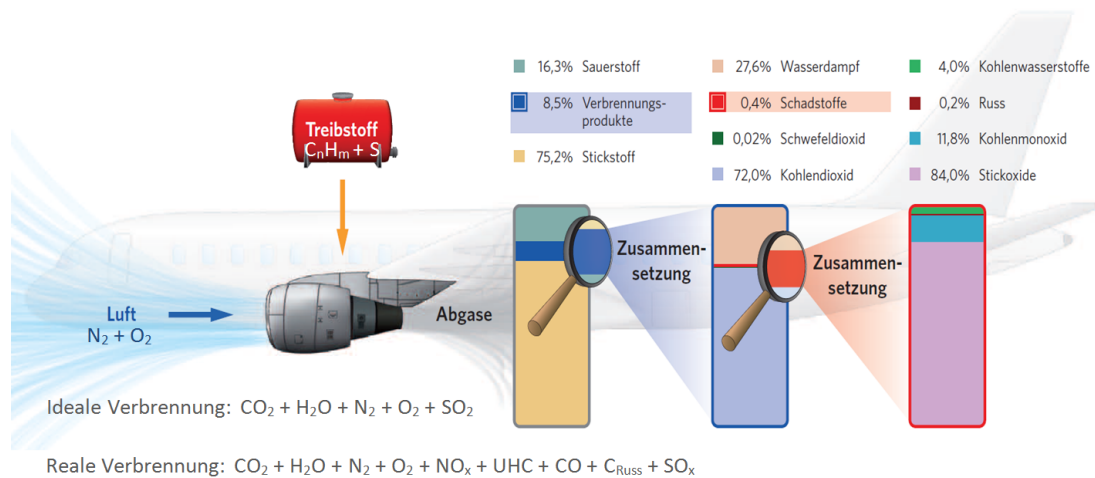 Treibstoff
CₙHₘ + S
Luft
N₂ + O₂
Abgase
16,3% Sauerstoff
8,5% Verbrennungs-
produkte
75,2% Stickstoff
27,6% Wasserdampf
0,4% Schadstoffe
0,02% Schwefeldioxid
72,0% Kohlendioxid
4,0% Kohlenwasserstoffe
0,2% Russ
11,8% Kohlenmonoxid
84,0% Stickoxide
Zusammen-
setzung
Zusammen-
setzung
Ideale Verbrennung: CO₂ + H₂O + N₂ + O₂ + SO₂
Reale Verbrennung: CO₂ + H₂O + N₂ + O₂ + NOₓ + UHC + CO + C_Russ + SOₓ